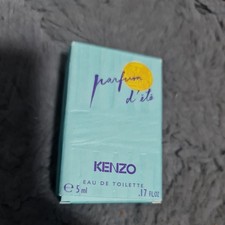 parfum
d'été
KENZO
EAU DE TOILETTE
℮ 5 ml .17 fl.oz